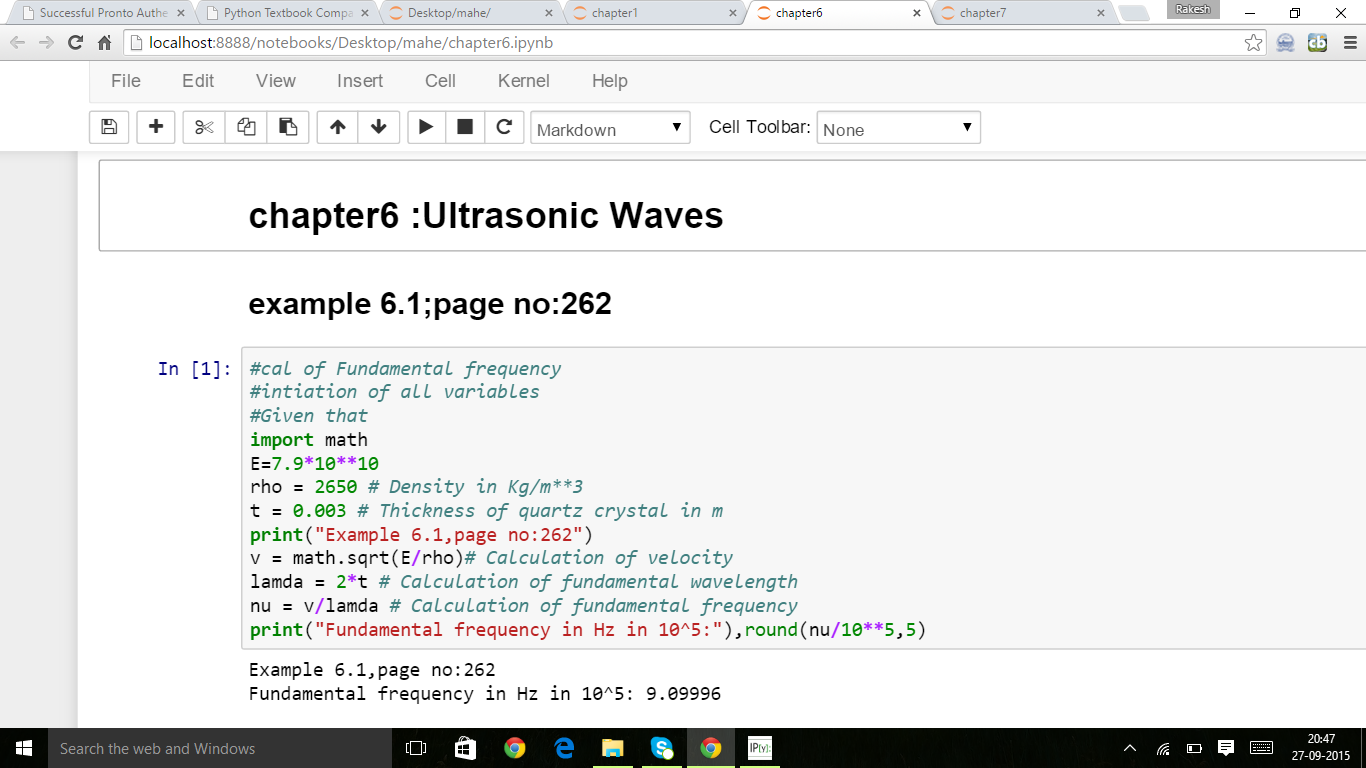 Successful Pronto Authe
Python Textbook Compa
Desktop/mahe/
chapter1
chapter6
chapter7
Rakesh
localhost:8888/notebooks/Desktop/mahe/chapter6.ipynb
cb
File Edit View Insert Cell Kernel Help
Markdown Cell Toolbar: None
chapter6 :Ultrasonic Waves
example 6.1;page no:262
In [1]: #cal of Fundamental frequency
#intiation of all variables
#Given that
import math
E=7.9*10**10
rho = 2650 # Density in Kg/m**3
t = 0.003 # Thickness of quartz crystal in m
print("Example 6.1,page no:262")
v = math.sqrt(E/rho)# Calculation of velocity
lamda = 2*t # Calculation of fundamental wavelength
nu = v/lamda # Calculation of fundamental frequency
print("Fundamental frequency in Hz in 10^5:"),round(nu/10**5,5)
Example 6.1,page no:262
Fundamental frequency in Hz in 10^5: 9.09996
Search the web and Windows
IP[y]:
20:47
27-09-2015